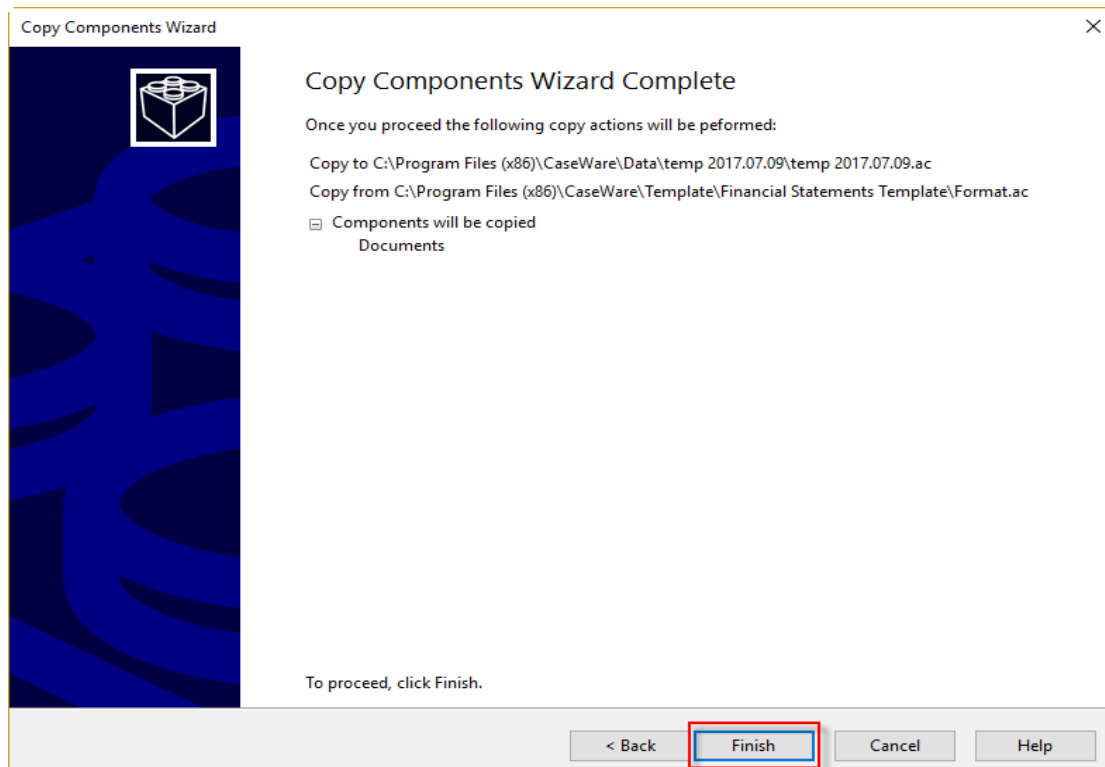 Copy Components Wizard
Copy Components Wizard Complete
Once you proceed the following copy actions will be peformed:
Copy to C:\Program Files (x86)\CaseWare\Data\temp 2017.07.09\temp 2017.07.09.ac
Copy from C:\Program Files (x86)\CaseWare\Template\Financial Statements Template\Format.ac
Components will be copied
Documents
To proceed, click Finish.
< Back Finish Cancel Help